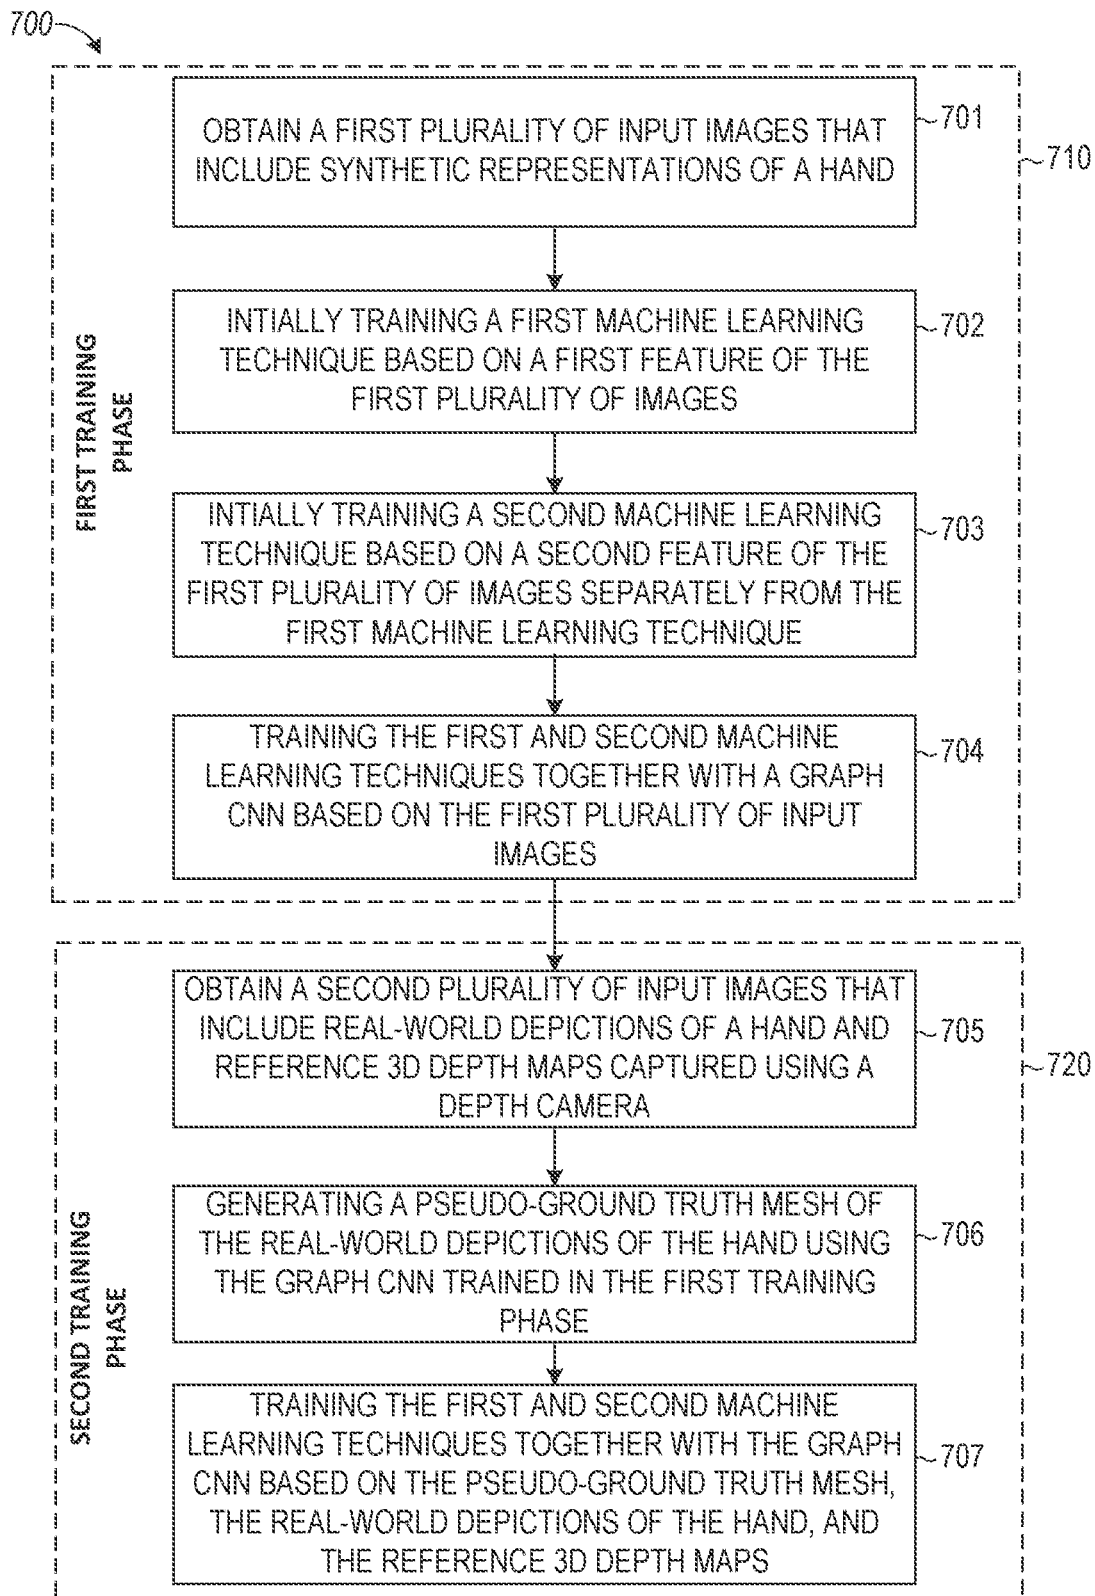 700
OBTAIN A FIRST PLURALITY OF INPUT IMAGES THAT
INCLUDE SYNTHETIC REPRESENTATIONS OF A HAND
701
710
INTIALLY TRAINING A FIRST MACHINE LEARNING
TECHNIQUE BASED ON A FIRST FEATURE OF THE
FIRST PLURALITY OF IMAGES
702
FIRST TRAINING
PHASE
INTIALLY TRAINING A SECOND MACHINE LEARNING
TECHNIQUE BASED ON A SECOND FEATURE OF THE
FIRST PLURALITY OF IMAGES SEPARATELY FROM THE
FIRST MACHINE LEARNING TECHNIQUE
703
TRAINING THE FIRST AND SECOND MACHINE
LEARNING TECHNIQUES TOGETHER WITH A GRAPH
CNN BASED ON THE FIRST PLURALITY OF INPUT
IMAGES
704
OBTAIN A SECOND PLURALITY OF INPUT IMAGES THAT
INCLUDE REAL-WORLD DEPICTIONS OF A HAND AND
REFERENCE 3D DEPTH MAPS CAPTURED USING A
DEPTH CAMERA
705
720
GENERATING A PSEUDO-GROUND TRUTH MESH OF
THE REAL-WORLD DEPICTIONS OF THE HAND USING
THE GRAPH CNN TRAINED IN THE FIRST TRAINING
PHASE
706
SECOND TRAINING
PHASE
TRAINING THE FIRST AND SECOND MACHINE
LEARNING TECHNIQUES TOGETHER WITH THE GRAPH
CNN BASED ON THE PSEUDO-GROUND TRUTH MESH,
THE REAL-WORLD DEPICTIONS OF THE HAND, AND
THE REFERENCE 3D DEPTH MAPS
707